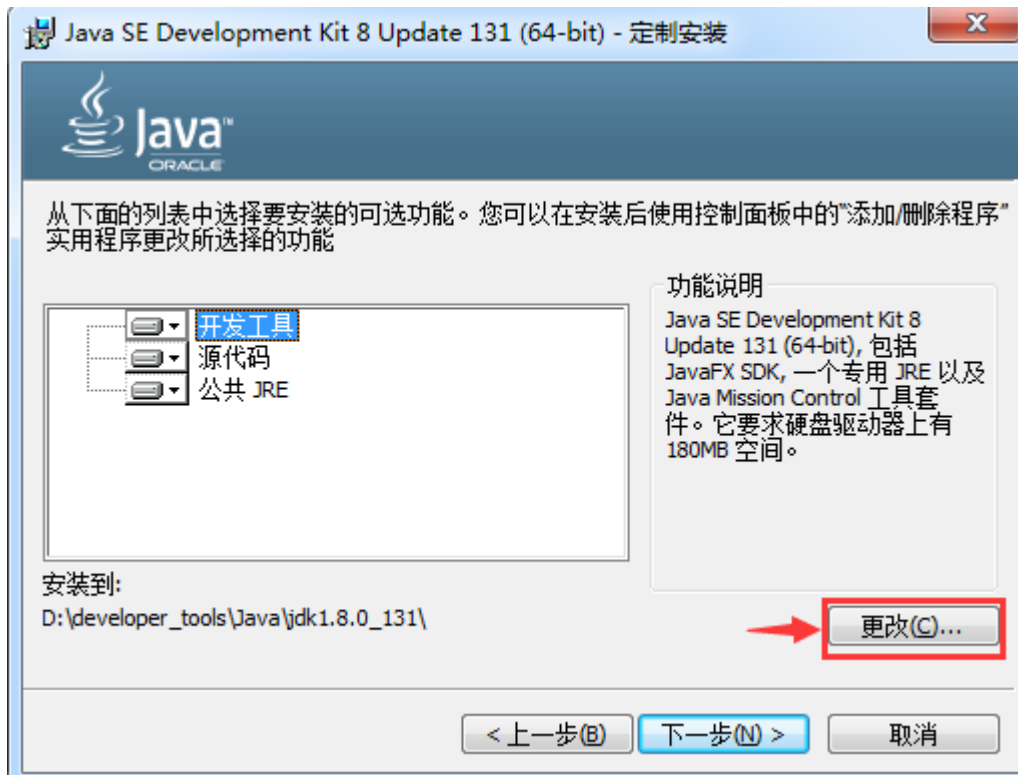 Java SE Development Kit 8 Update 131 (64-bit) - 定制安装
Java™
ORACLE
从下面的列表中选择要安装的可选功能。您可以在安装后使用控制面板中的"添加/删除程序"
实用程序更改所选择的功能
开发工具
源代码
公共 JRE
功能说明
Java SE Development Kit 8
Update 131 (64-bit), 包括
JavaFX SDK, 一个专用 JRE 以及
Java Mission Control 工具套
件。它要求硬盘驱动器上有
180MB 空间。
安装到:
D:\developer_tools\Java\jdk1.8.0_131\
更改(C)...
< 上一步(B)
下一步(N) >
取消